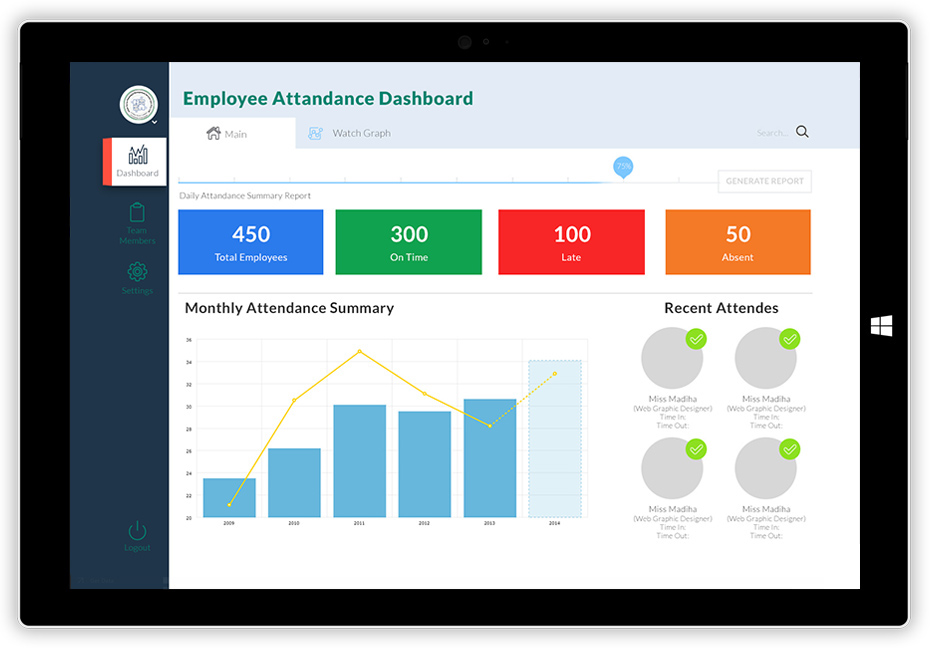 Employee Attandance Dashboard
Main
Watch Graph
Search...
Dashboard
Team
Members
Settings
Logout
75%
GENERATE REPORT
Daily Attandance Summary Report
450
Total Employees
300
On Time
100
Late
50
Absent
Monthly Attendance Summary
36
34
32
30
28
26
24
22
20
2009
2010
2011
2012
2013
2014
Recent Attendes
Miss Madiha
(Web Graphic Designer)
Time In:
Time Out:
Miss Madiha
(Web Graphic Designer)
Time In:
Time Out:
Miss Madiha
(Web Graphic Designer)
Time In:
Time Out:
Miss Madiha
(Web Graphic Designer)
Time In:
Time Out: